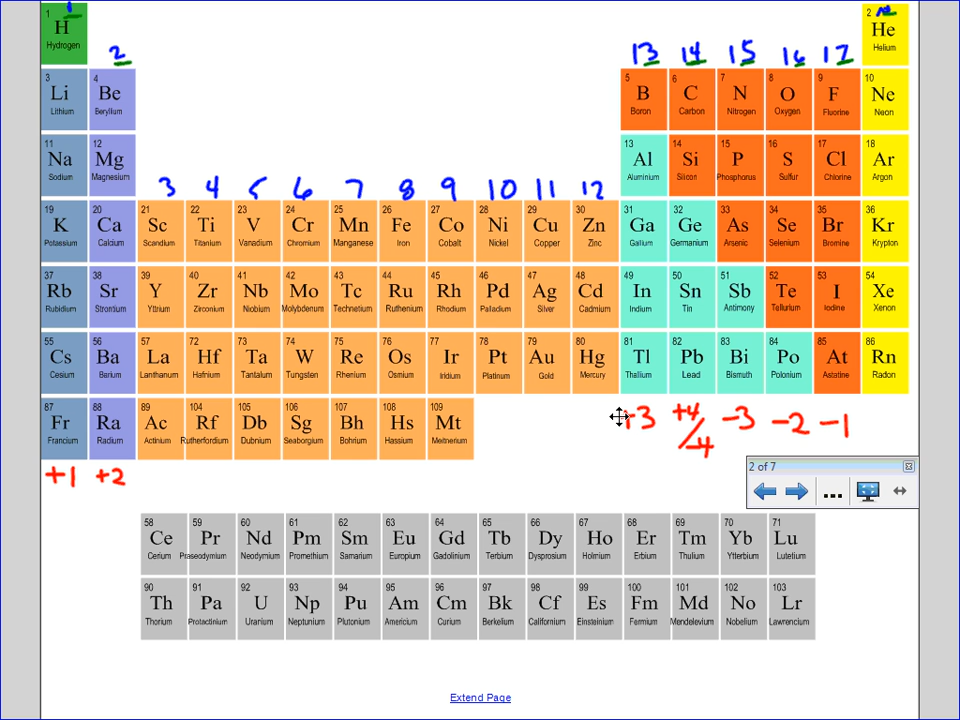 1 1 2
H He
Hydrogen Helium
2 13 14 15 16 17
3 4 5 6 7 8 9 10
Li Be B C N O F Ne
Lithium Beryllium Boron Carbon Nitrogen Oxygen Fluorine Neon
11 12 13 14 15 16 17 18
Na Mg Al Si P S Cl Ar
Sodium Magnesium Aluminium Silicon Phosphorus Sulfur Chlorine Argon
3 4 5 6 7 8 9 10 11 12
19 20 21 22 23 24 25 26 27 28 29 30 31 32 33 34 35 36
K Ca Sc Ti V Cr Mn Fe Co Ni Cu Zn Ga Ge As Se Br Kr
Potassium Calcium Scandium Titanium Vanadium Chromium Manganese Iron Cobalt Nickel Copper Zinc Gallium Germanium Arsenic Selenium Bromine Krypton
37 38 39 40 41 42 43 44 45 46 47 48 49 50 51 52 53 54
Rb Sr Y Zr Nb Mo Tc Ru Rh Pd Ag Cd In Sn Sb Te I Xe
Rubidium Strontium Yttrium Zirconium Niobium Molybdenum Technetium Ruthenium Rhodium Palladium Silver Cadmium Indium Tin Antimony Tellurium Iodine Xenon
55 56 57 72 73 74 75 76 77 78 79 80 81 82 83 84 85 86
Cs Ba La Hf Ta W Re Os Ir Pt Au Hg Tl Pb Bi Po At Rn
Cesium Barium Lanthanum Hafnium Tantalum Tungsten Rhenium Osmium Iridium Platinum Gold Mercury Thallium Lead Bismuth Polonium Astatine Radon
87 88 89 104 105 106 107 108 109
Fr Ra Ac Rf Db Sg Bh Hs Mt +3 +4/-4 -3 -2 -1
Francium Radium Actinium Rutherfordium Dubnium Seaborgium Bohrium Hassium Meitnerium
+1 +2
2 of 7
...
58 59 60 61 62 63 64 65 66 67 68 69 70 71
Ce Pr Nd Pm Sm Eu Gd Tb Dy Ho Er Tm Yb Lu
Cerium Praseodymium Neodymium Promethium Samarium Europium Gadolinium Terbium Dysprosium Holmium Erbium Thulium Ytterbium Lutetium
90 91 92 93 94 95 96 97 98 99 100 101 102 103
Th Pa U Np Pu Am Cm Bk Cf Es Fm Md No Lr
Thorium Protactinium Uranium Neptunium Plutonium Americium Curium Berkelium Californium Einsteinium Fermium Mendelevium Nobelium Lawrencium
Extend Page